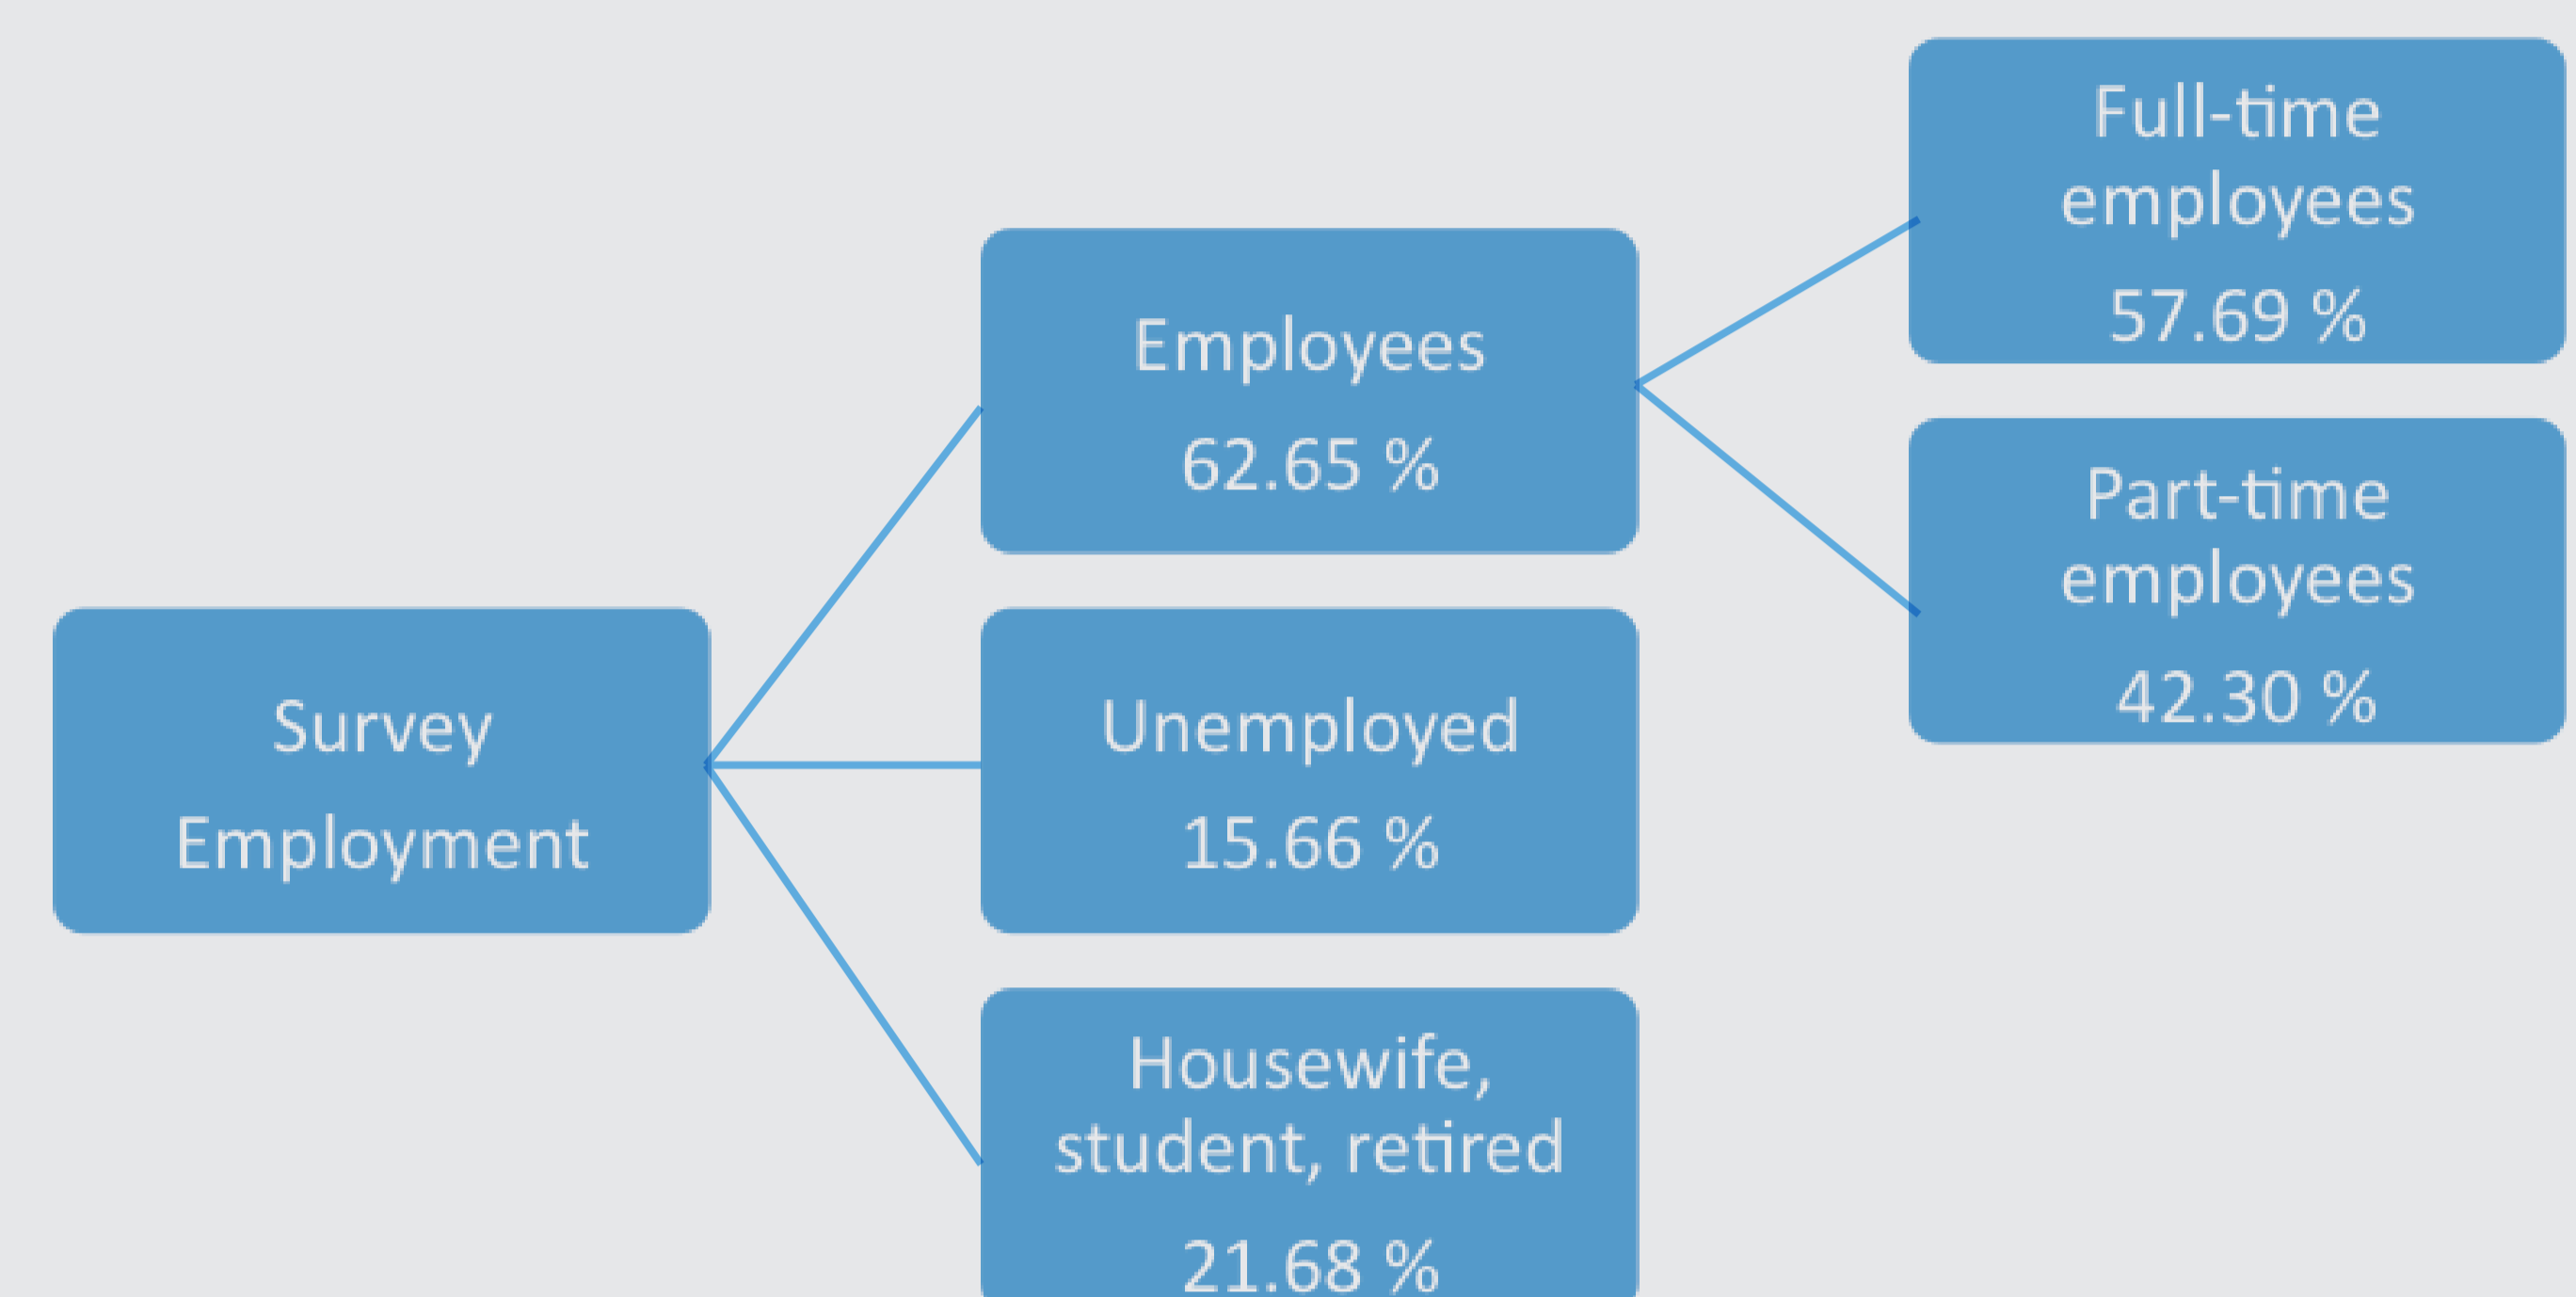 Survey
Employment
Employees
62.65 %
Unemployed
15.66 %
Housewife,
student, retired
21.68 %
Full-time
employees
57.69 %
Part-time
employees
42.30 %